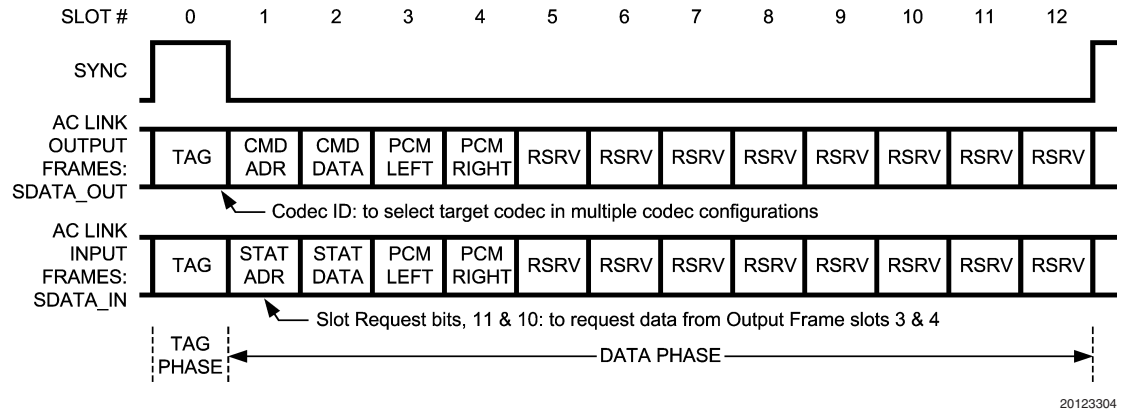 SLOT # 0 1 2 3 4 5 6 7 8 9 10 11 12
SYNC
AC LINK
OUTPUT
FRAMES:
SDATA_OUT
TAG
CMD
ADR
CMD
DATA
PCM
LEFT
PCM
RIGHT
RSRV RSRV RSRV RSRV RSRV RSRV RSRV RSRV
Codec ID: to select target codec in multiple codec configurations
AC LINK
INPUT
FRAMES:
SDATA_IN
TAG
STAT
ADR
STAT
DATA
PCM
LEFT
PCM
RIGHT
RSRV RSRV RSRV RSRV RSRV RSRV RSRV RSRV
Slot Request bits, 11 & 10: to request data from Output Frame slots 3 & 4
TAG
PHASE
DATA PHASE
20123304